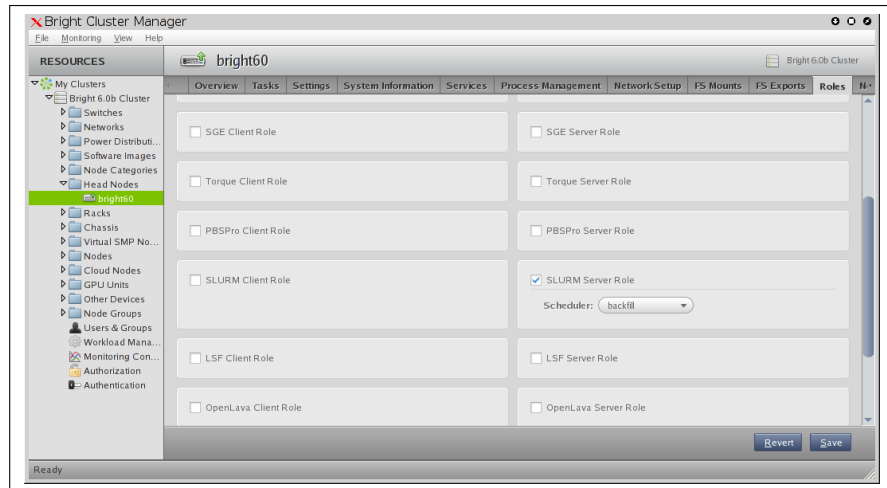 Bright Cluster Manager
File Monitoring View Help
RESOURCES
bright60
Bright 6.0b Cluster
My Clusters
Bright 6.0b Cluster
Switches
Networks
Power Distributi...
Software Images
Node Categories
Head Nodes
bright60
Racks
Chassis
Virtual SMP No...
Nodes
Cloud Nodes
GPU Units
Other Devices
Node Groups
Users & Groups
Workload Mana...
Monitoring Con...
Authorization
Authentication
Overview Tasks Settings System Information Services Process Management Network Setup FS Mounts FS Exports Roles N
SGE Client Role
SGE Server Role
Torque Client Role
Torque Server Role
PBSPro Client Role
PBSPro Server Role
SLURM Client Role
SLURM Server Role
Scheduler: backfill
LSF Client Role
LSF Server Role
OpenLava Client Role
OpenLava Server Role
Revert Save
Ready